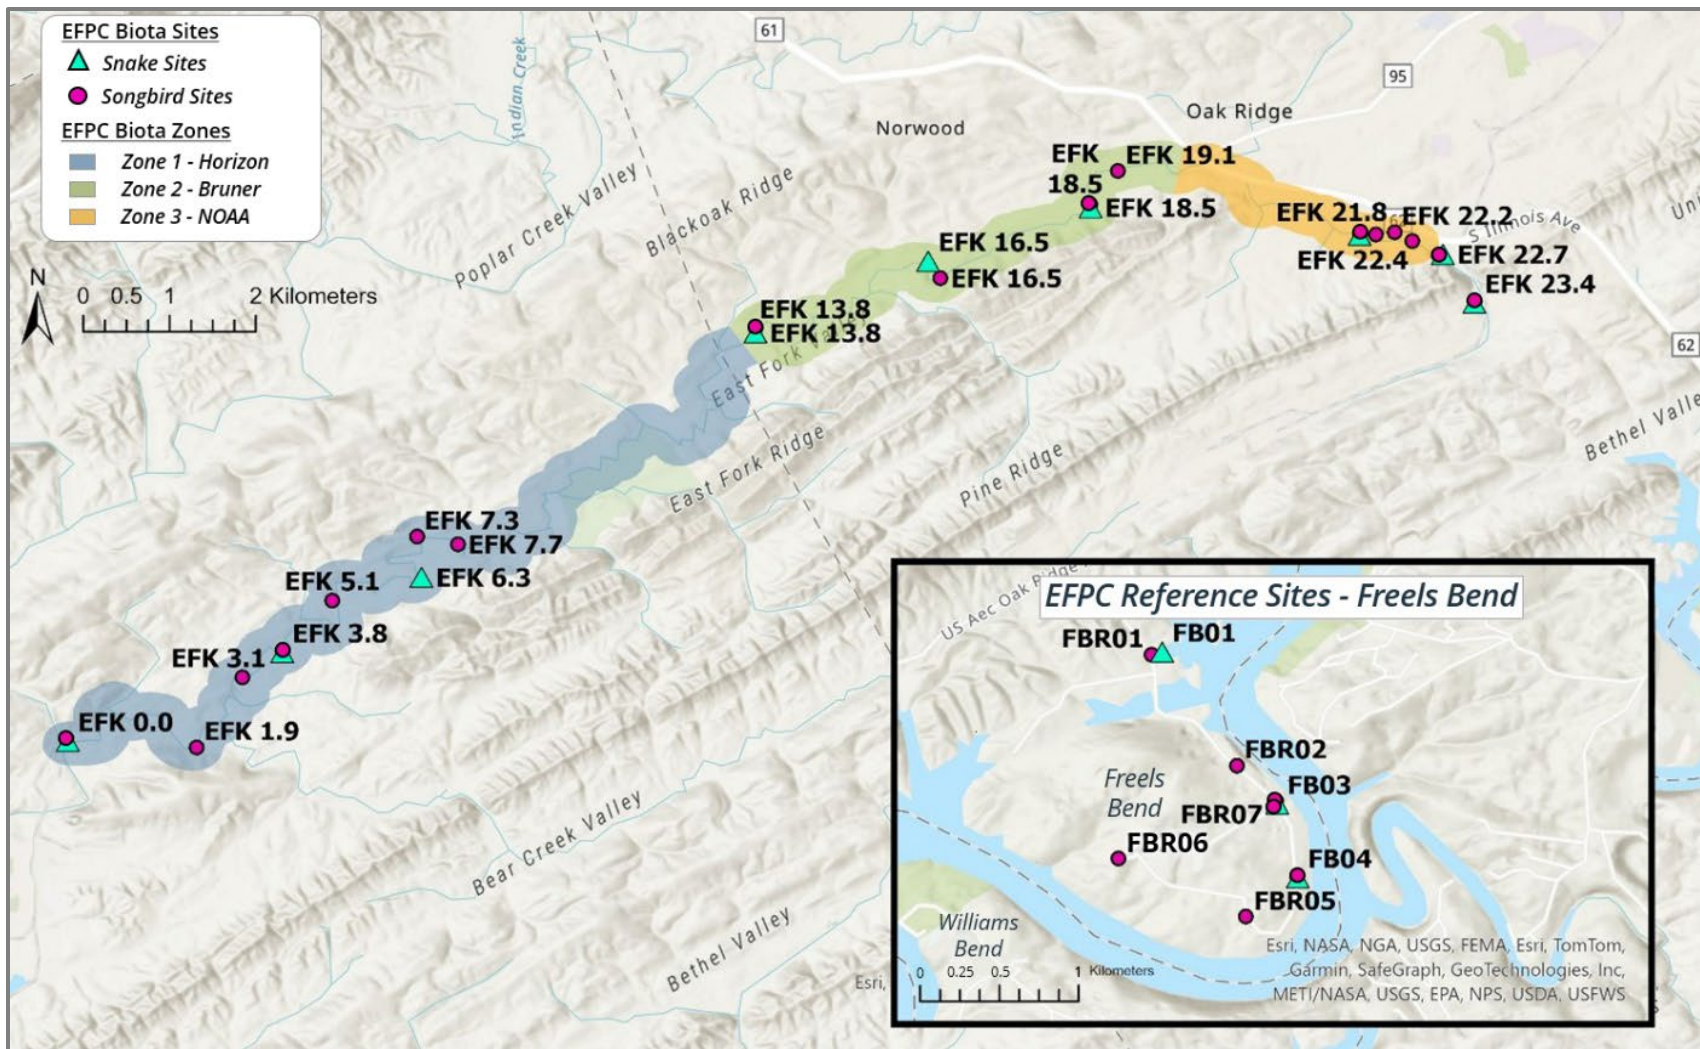 EFPC Biota Sites
Snake Sites
Songbird Sites
EFPC Biota Zones
Zone 1 - Horizon
Zone 2 - Bruner
Zone 3 - NOAA
N
0 0.5 1 2 Kilometers
Indian Creek
61
95
62
Oak Ridge
Norwood
Poplar Creek Valley
Blackoak Ridge
EFK
18.5
EFK 19.1
EFK 18.5
EFK 16.5
EFK 16.5
EFK 21.8
EFK 22.2
S Illinois Ave
EFK 22.4
EFK 22.7
EFK 23.4
EFK 13.8
EFK 13.8
East Fork Valley
East Fork Ridge
Pine Ridge
Bethel Valley
EFK 7.3
EFK 7.7
EFK 6.3
EFK 5.1
EFK 3.8
EFK 3.1
EFK 0.0
EFK 1.9
Bear Creek Valley
Bethel Valley
Esri,
US Aec Oak Ridge
EFPC Reference Sites - Freels Bend
FBR01
FB01
FBR02
FB03
Freels
Bend
FBR07
FBR06
FB04
FBR05
Williams
Bend
0 0.25 0.5 1 Kilometers
Esri, NASA, NGA, USGS, FEMA, Esri, TomTom,
Garmin, SafeGraph, GeoTechnologies, Inc,
METI/NASA, USGS, EPA, NPS, USDA, USFWS